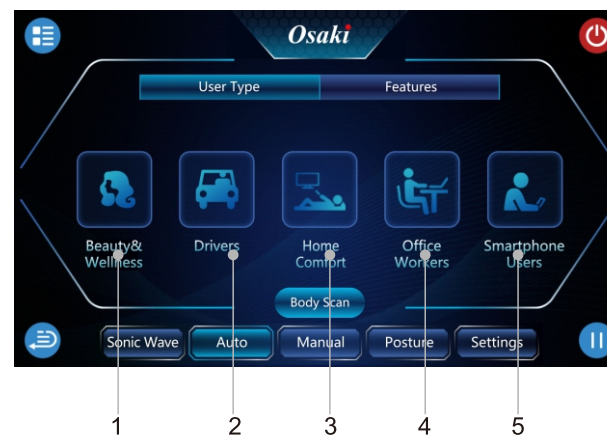 Osaki
User Type Features
Beauty& Drivers Home Office Smartphone
Wellness Comfort Workers Users
Body Scan
Sonic Wave Auto Manual Posture Settings
1 2 3 4 5